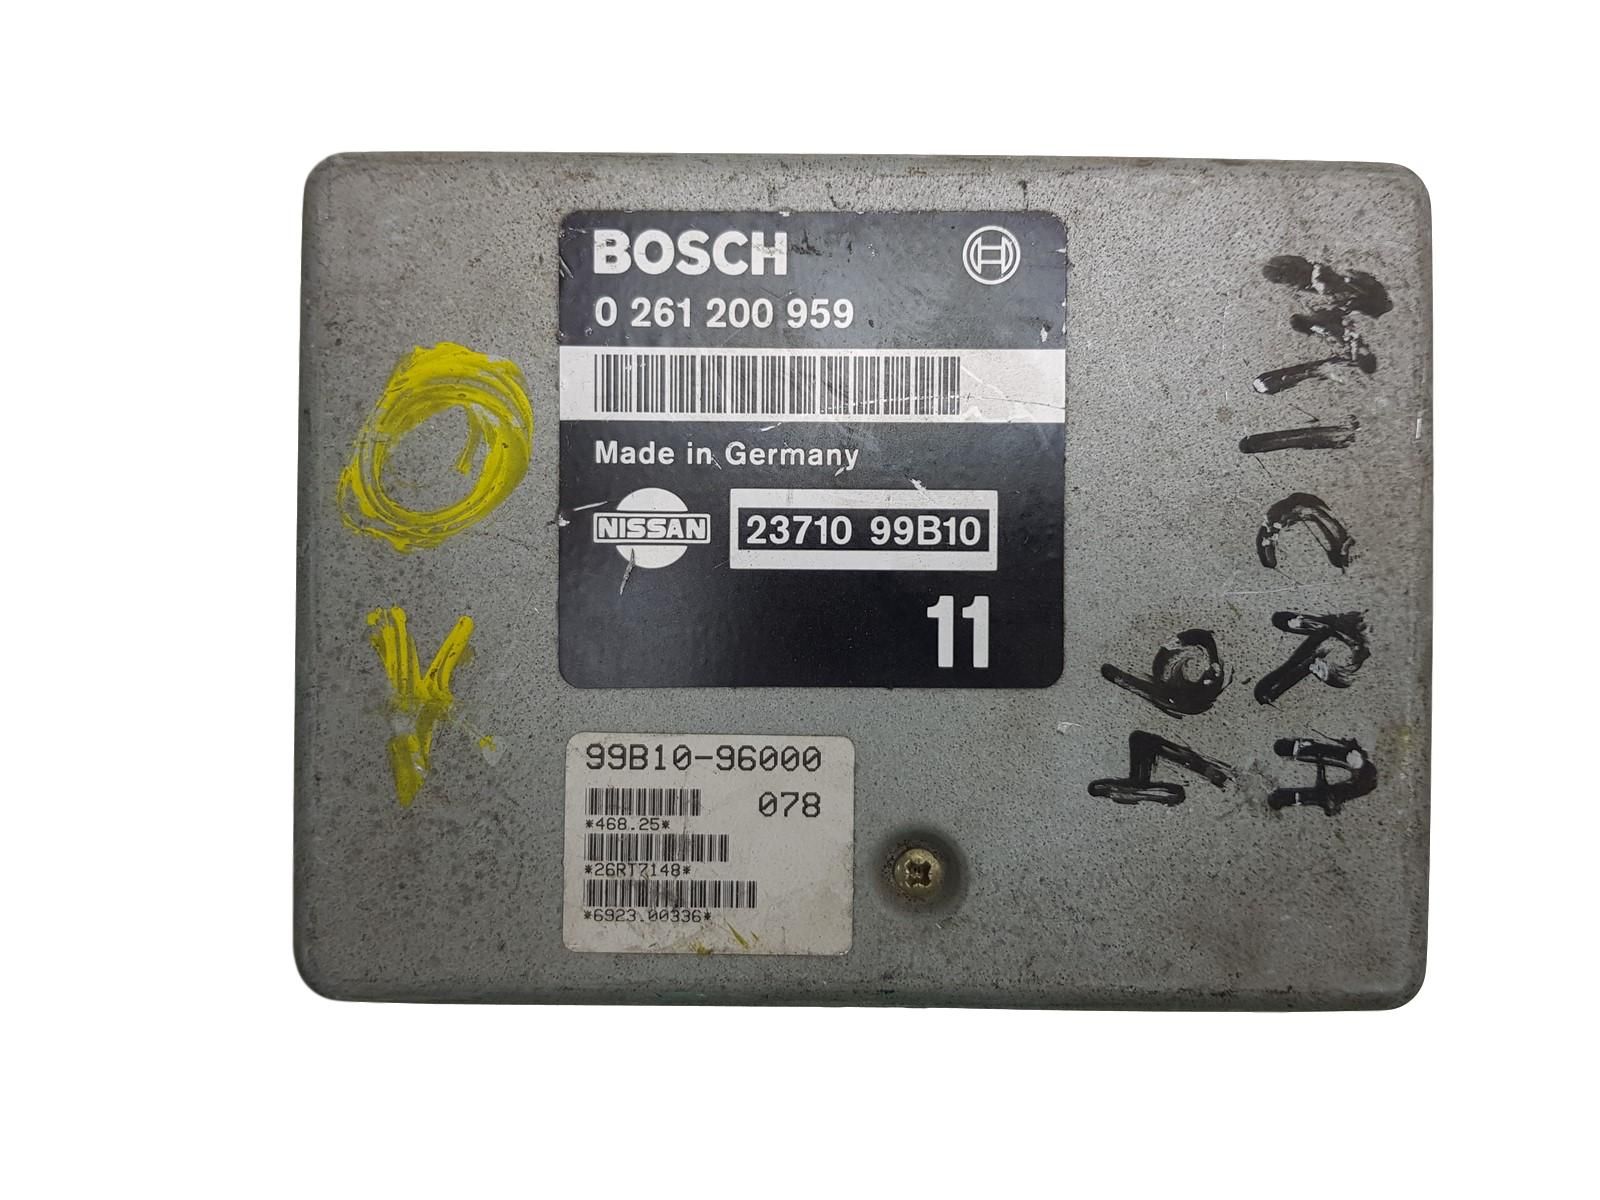 BOSCH
0 261 200 959
Made in Germany
NISSAN
23710 99B10
11
99B10-96000
078
*468.25*
*26RT7148*
*6923.00336*
MICRA
94